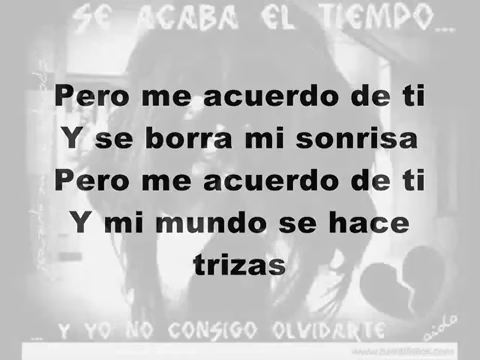 SE ACABA EL TIEMPO...
Pero me acuerdo de ti
Y se borra mi sonrisa
Pero me acuerdo de ti
Y mi mundo se hace
trizas
... Y YO NO CONSIGO OLVIDARTE